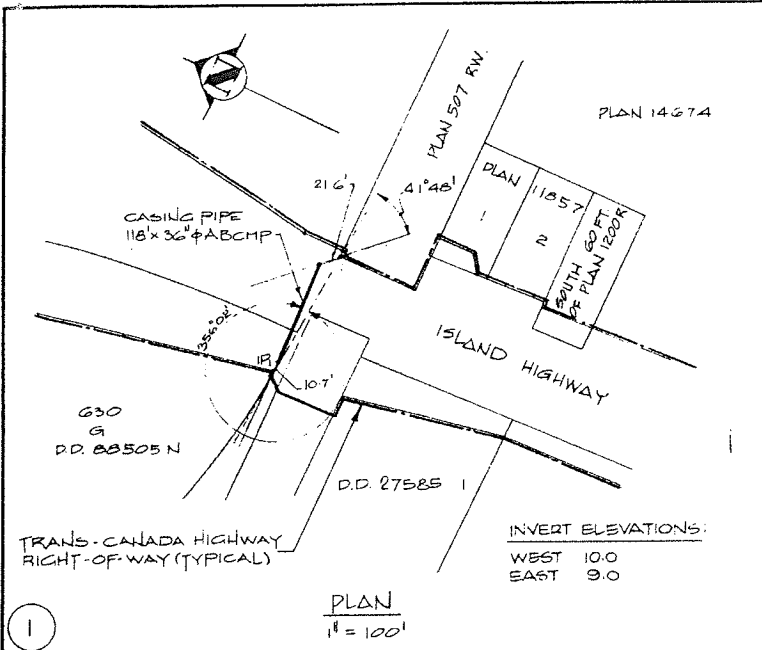 PLAN 507 R.W.
PLAN 14674
PLAN 11857
1
2
SOUTH 60 FT.
OF PLAN 1200R
21.6'
41°48'
CASING PIPE
118' x 36" φ ABCMP
356°02'
IP
10.7'
ISLAND HIGHWAY
630
G
D.D. 88505 N
D.D. 27585 I
TRANS-CANADA HIGHWAY
RIGHT-OF-WAY (TYPICAL)
INVERT ELEVATIONS:
WEST 10.0
EAST 9.0
PLAN
1" = 100'
1